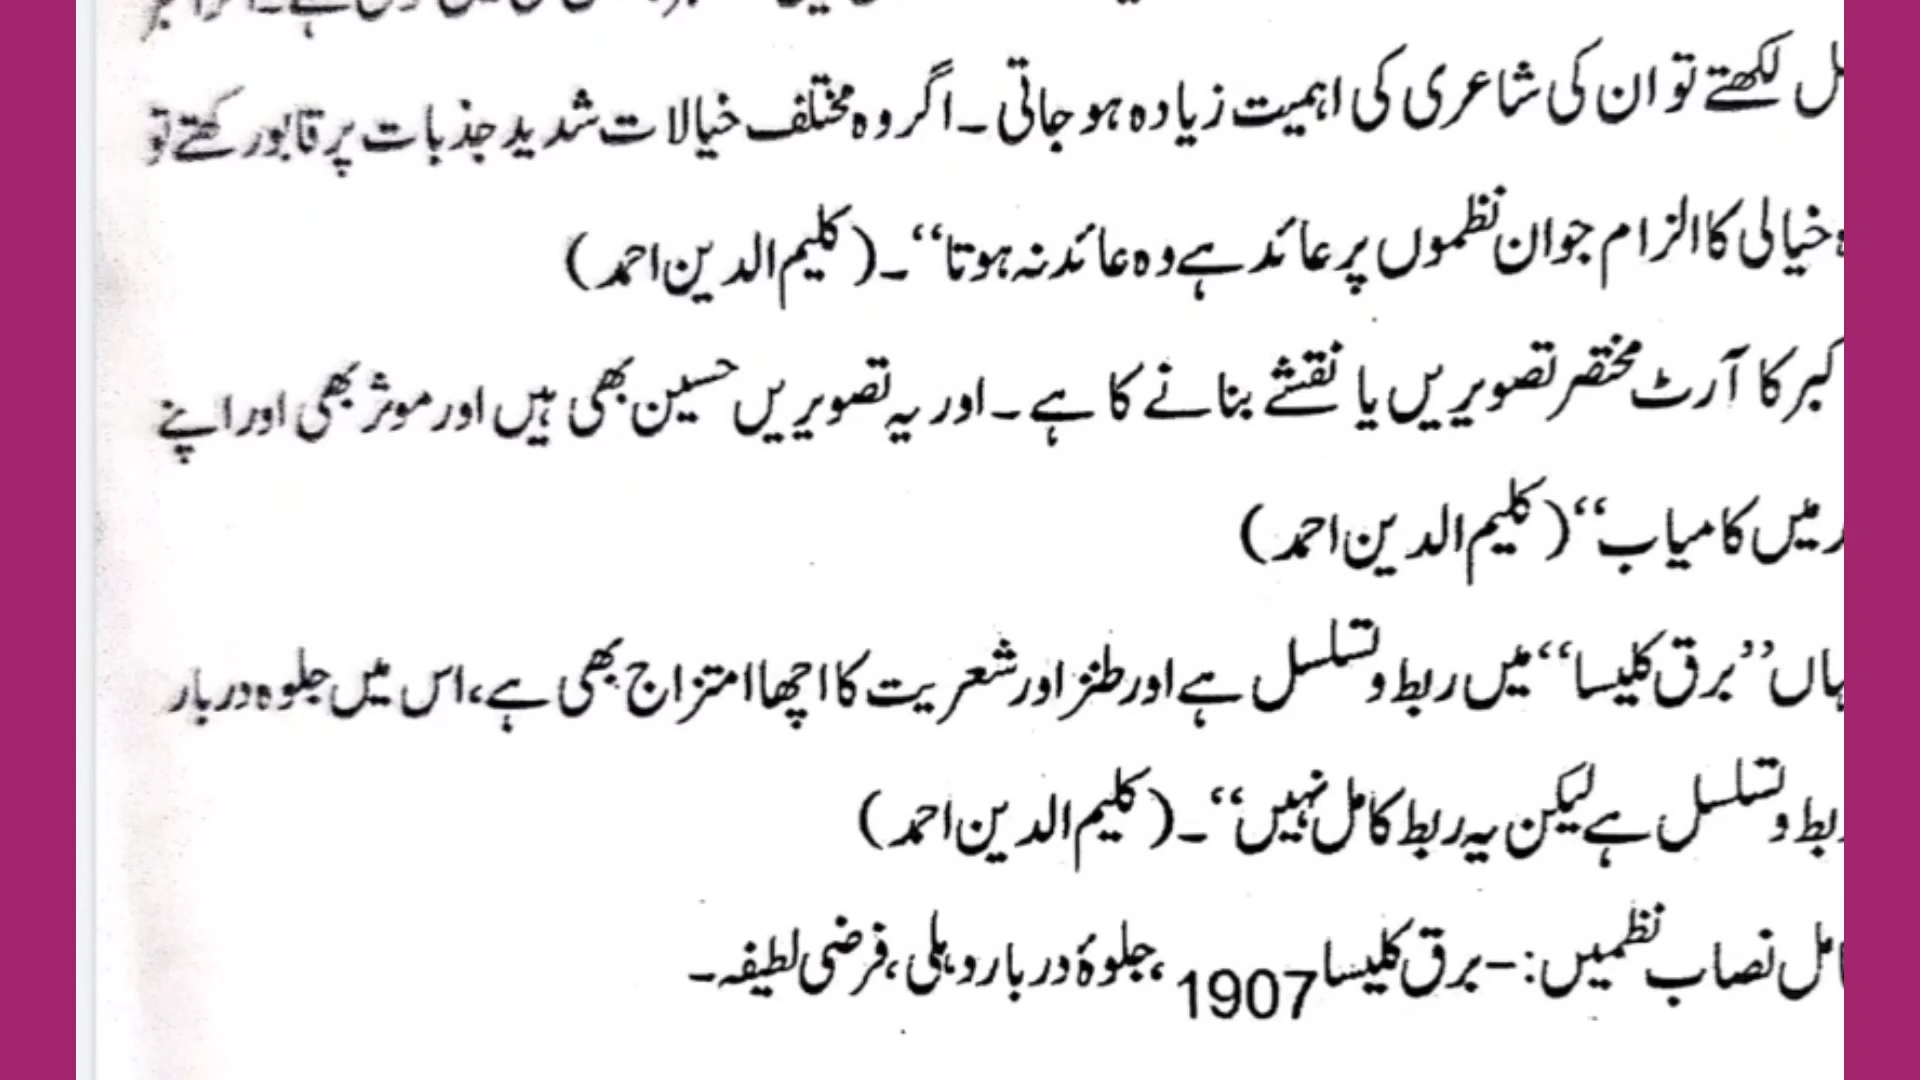 لکھتے تو ان کی شاعری کی اہمیت زیادہ ہو جاتی ۔ اگر وہ مختلف خیالات شدید جذبات پر قابو رکھتے تو
خیالی کا الزام جو ان نظموں پر عائد ہے وہ عائد نہ ہوتا‘‘ ۔ (کلیم الدین احمد)
کبر کا آرٹ مختصر تصویریں یا نقشے بنانے کا ہے ۔ اور یہ تصویریں حسین بھی ہیں اور موثر بھی اور اپنے
میں کامیاب‘‘ (کلیم الدین احمد)
ہاں ’’برق کلیسا‘‘ میں ربط و تسلسل ہے اور طنز اور شعریت کا اچھا امتزاج بھی ہے، اس میں جلوہ دربار
ربط و تسلسل ہے لیکن یہ ربط کامل نہیں‘‘ ۔ (کلیم الدین احمد)
امل نصاب نظمیں :- برق کلیسا 1907 ، جلوۂ دربار دہلی ، فرضی لطیفہ ۔